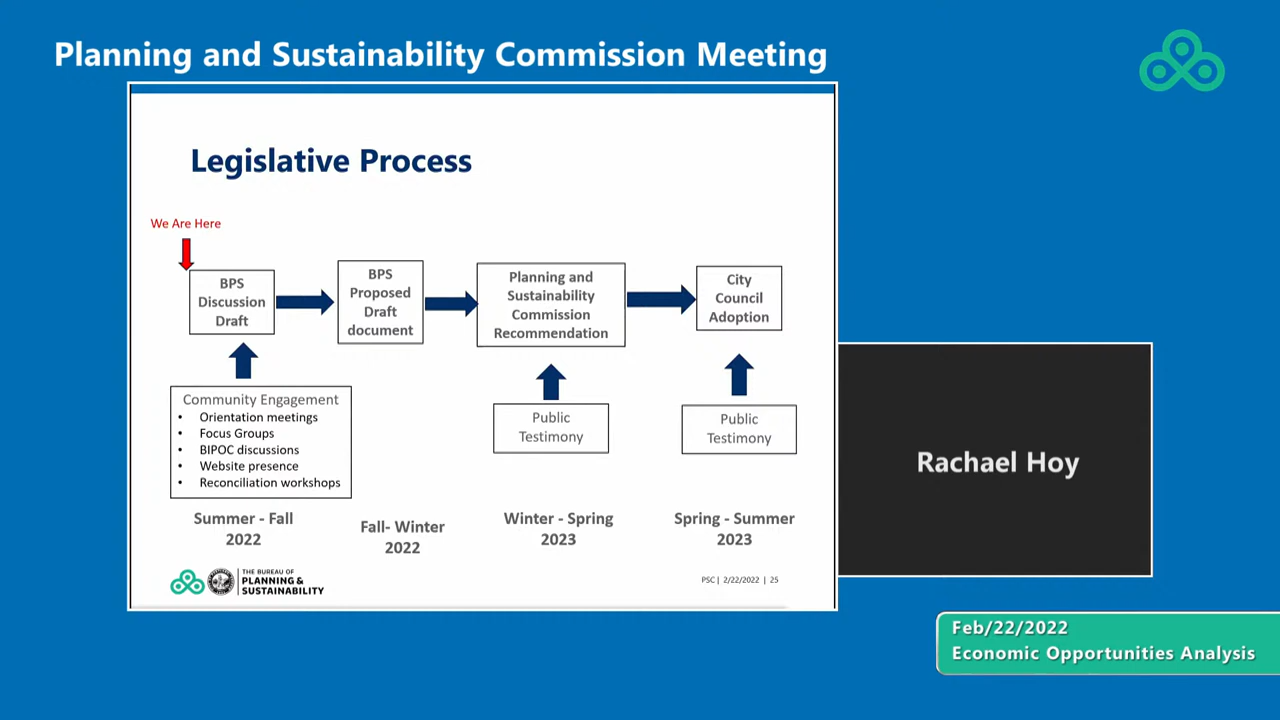 Planning and Sustainability Commission Meeting
Legislative Process
We Are Here
BPS
Discussion
Draft
BPS
Proposed
Draft
document
Planning and
Sustainability
Commission
Recommendation
City
Council
Adoption
Community Engagement
• Orientation meetings
• Focus Groups
• BIPOC discussions
• Website presence
• Reconciliation workshops
Public
Testimony
Public
Testimony
Summer - Fall
2022
Fall- Winter
2022
Winter - Spring
2023
Spring - Summer
2023
THE BUREAU OF
PLANNING &
SUSTAINABILITY
PSC | 2/22/2022 | 25
Rachael Hoy
Feb/22/2022
Economic Opportunities Analysis